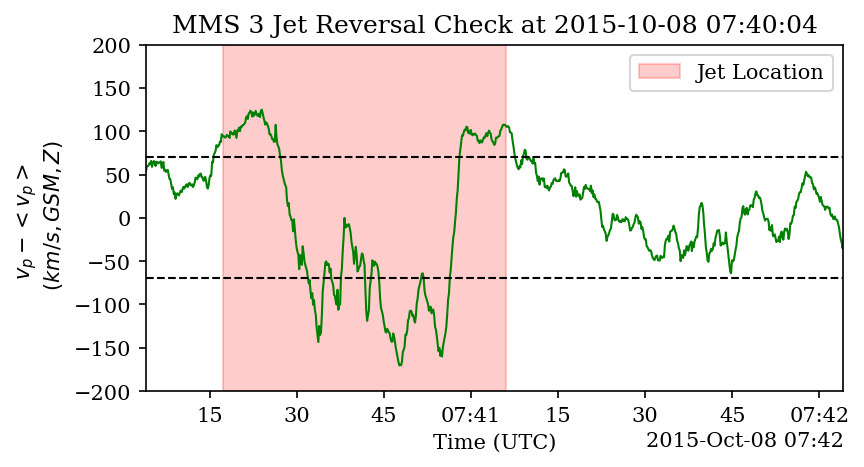 MMS 3 Jet Reversal Check at 2015-10-08 07:40:04
Jet Location
200
150
100
50
0
−50
−100
−150
−200
v_p − < v_p >
(km/s, GSM, Z)
15 30 45 07:41 15 30 45 07:42
Time (UTC)
2015-Oct-08 07:42